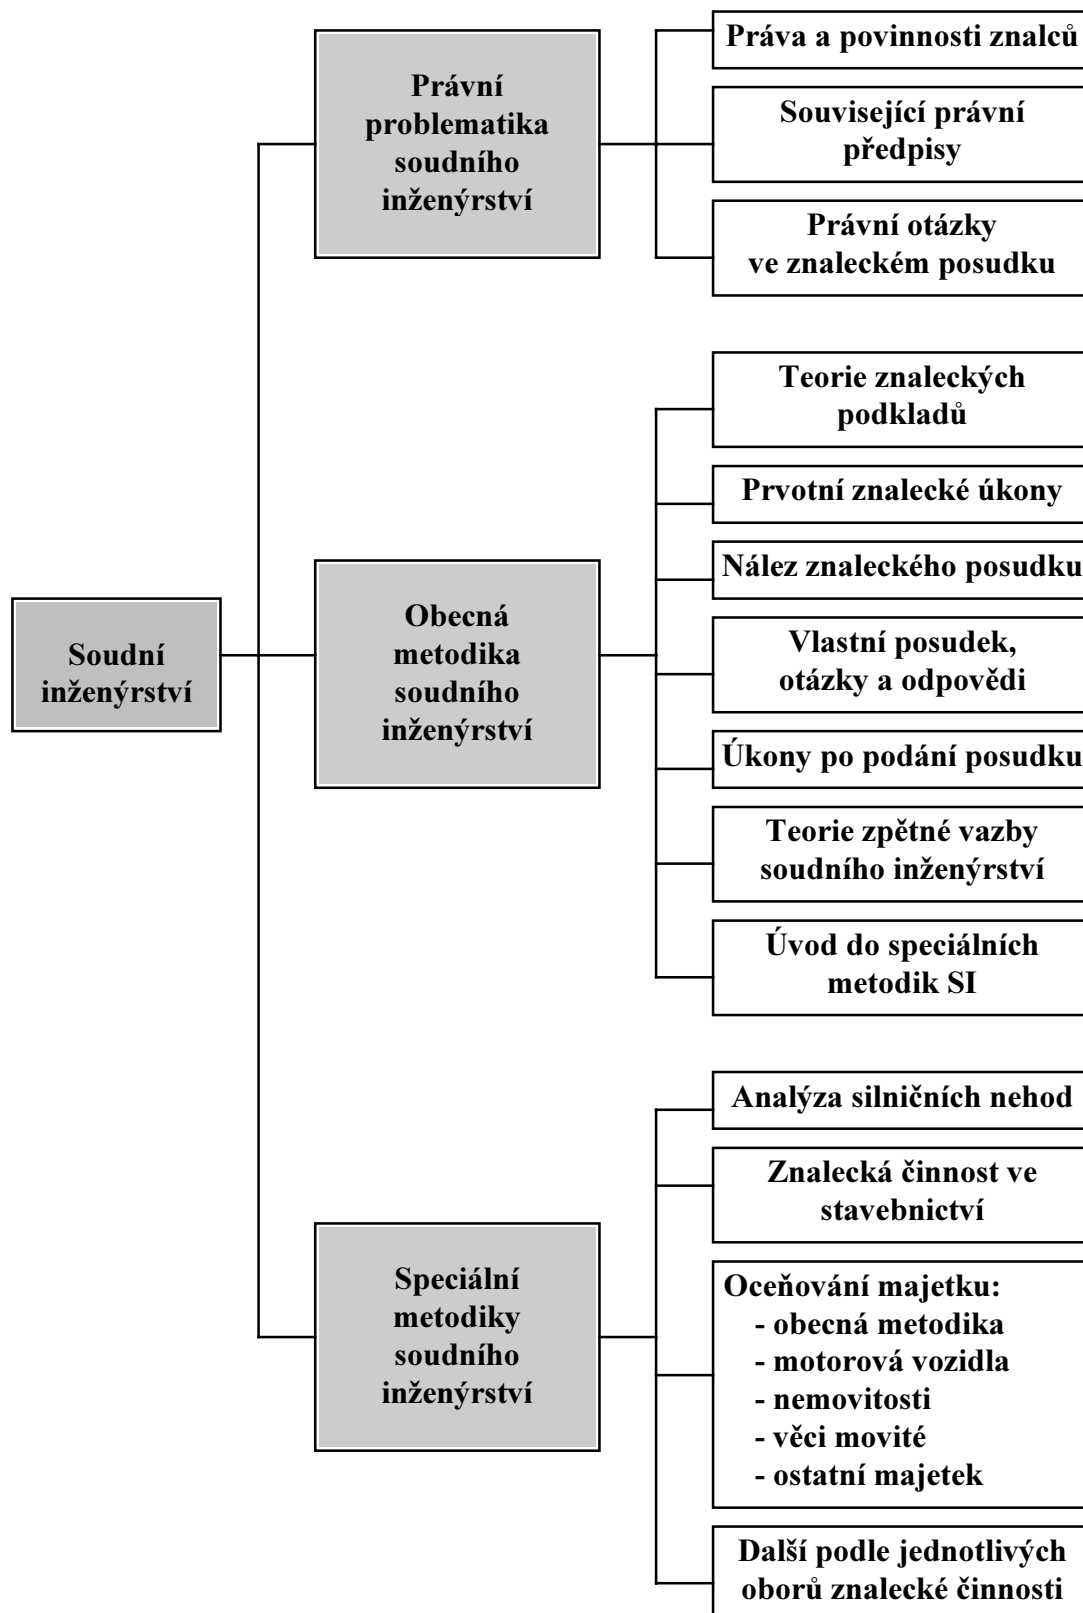 Soudní
inženýrství
Právní
problematika
soudního
inženýrství
Práva a povinnosti znalců
Související právní
předpisy
Právní otázky
ve znaleckém posudku
Obecná
metodika
soudního
inženýrství
Teorie znaleckých
podkladů
Prvotní znalecké úkony
Nález znaleckého posudku
Vlastní posudek,
otázky a odpovědi
Úkony po podání posudku
Teorie zpětné vazby
soudního inženýrství
Úvod do speciálních
metodik SI
Speciální
metodiky
soudního
inženýrství
Analýza silničních nehod
Znalecká činnost ve
stavebnictví
Oceňování majetku:
- obecná metodika
- motorová vozidla
- nemovitosti
- věci movité
- ostatní majetek
Další podle jednotlivých
oborů znalecké činnosti